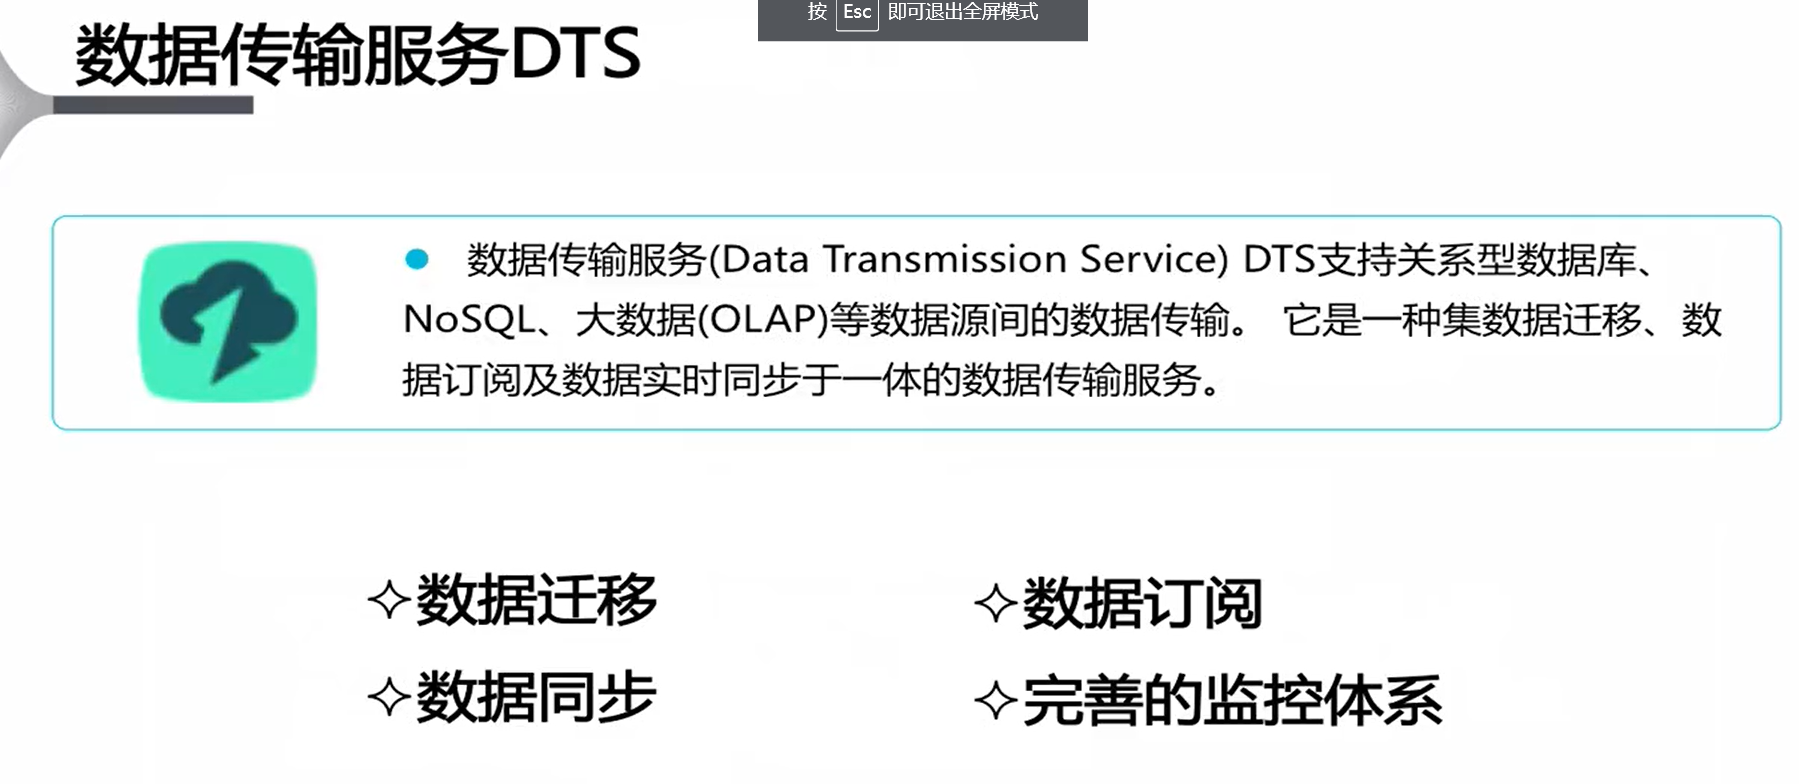 按 Esc 即可退出全屏模式
数据传输服务DTS
数据传输服务(Data Transmission Service) DTS支持关系型数据库、
NoSQL、大数据(OLAP)等数据源间的数据传输。 它是一种集数据迁移、数
据订阅及数据实时同步于一体的数据传输服务。
✧数据迁移
✧数据订阅
✧数据同步
✧完善的监控体系